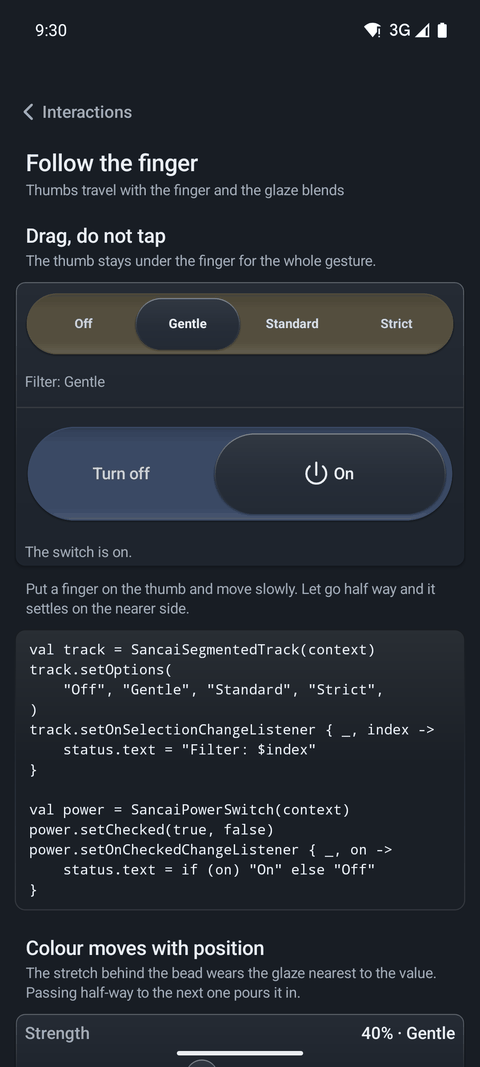 9:30
3G
Interactions
Follow the finger
Thumbs travel with the finger and the glaze blends
Drag, do not tap
The thumb stays under the finger for the whole gesture.
Off Gentle Standard Strict
Filter: Gentle
Turn off On
The switch is on.
Put a finger on the thumb and move slowly. Let go half way and it
settles on the nearer side.
val track = SancaiSegmentedTrack(context)
track.setOptions(
    "Off", "Gentle", "Standard", "Strict",
)
track.setOnSelectionChangeListener { _, index ->
    status.text = "Filter: $index"
}
val power = SancaiPowerSwitch(context)
power.setChecked(true, false)
power.setOnCheckedChangeListener { _, on ->
    status.text = if (on) "On" else "Off"
}
Colour moves with position
The stretch behind the bead wears the glaze nearest to the value.
Passing half-way to the next one pours it in.
Strength 40% · Gentle